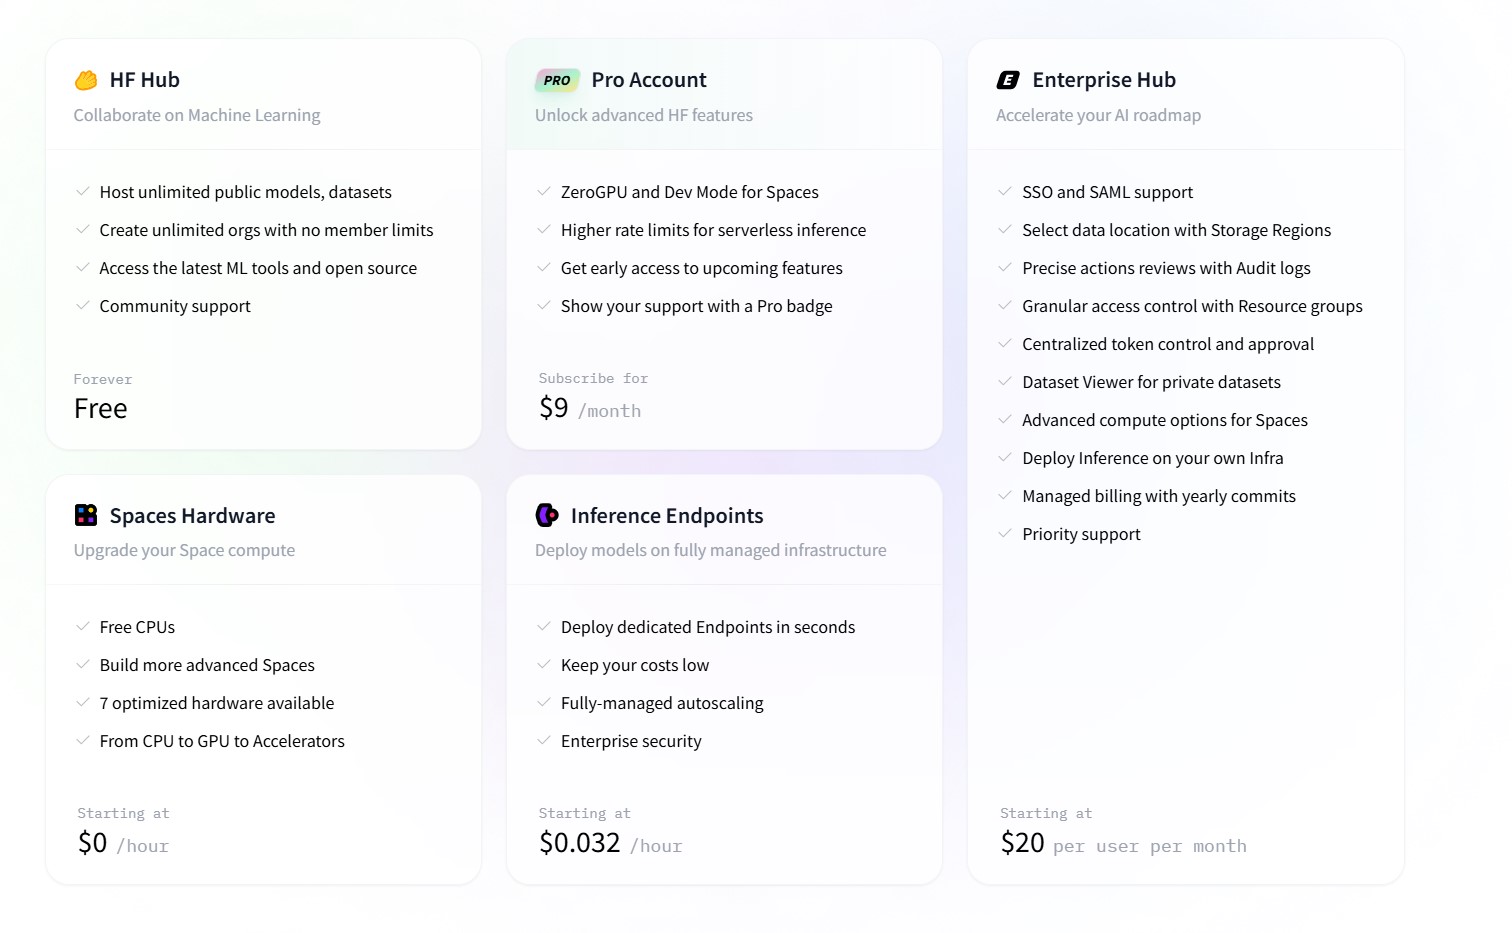 HF Hub
Collaborate on Machine Learning
Host unlimited public models, datasets
Create unlimited orgs with no member limits
Access the latest ML tools and open source
Community support
Forever
Free
PRO Pro Account
Unlock advanced HF features
ZeroGPU and Dev Mode for Spaces
Higher rate limits for serverless inference
Get early access to upcoming features
Show your support with a Pro badge
Subscribe for
$9 /month
E Enterprise Hub
Accelerate your AI roadmap
SSO and SAML support
Select data location with Storage Regions
Precise actions reviews with Audit logs
Granular access control with Resource groups
Centralized token control and approval
Dataset Viewer for private datasets
Advanced compute options for Spaces
Deploy Inference on your own Infra
Managed billing with yearly commits
Priority support
Starting at
$20 per user per month
Spaces Hardware
Upgrade your Space compute
Free CPUs
Build more advanced Spaces
7 optimized hardware available
From CPU to GPU to Accelerators
Starting at
$0 /hour
Inference Endpoints
Deploy models on fully managed infrastructure
Deploy dedicated Endpoints in seconds
Keep your costs low
Fully-managed autoscaling
Enterprise security
Starting at
$0.032 /hour